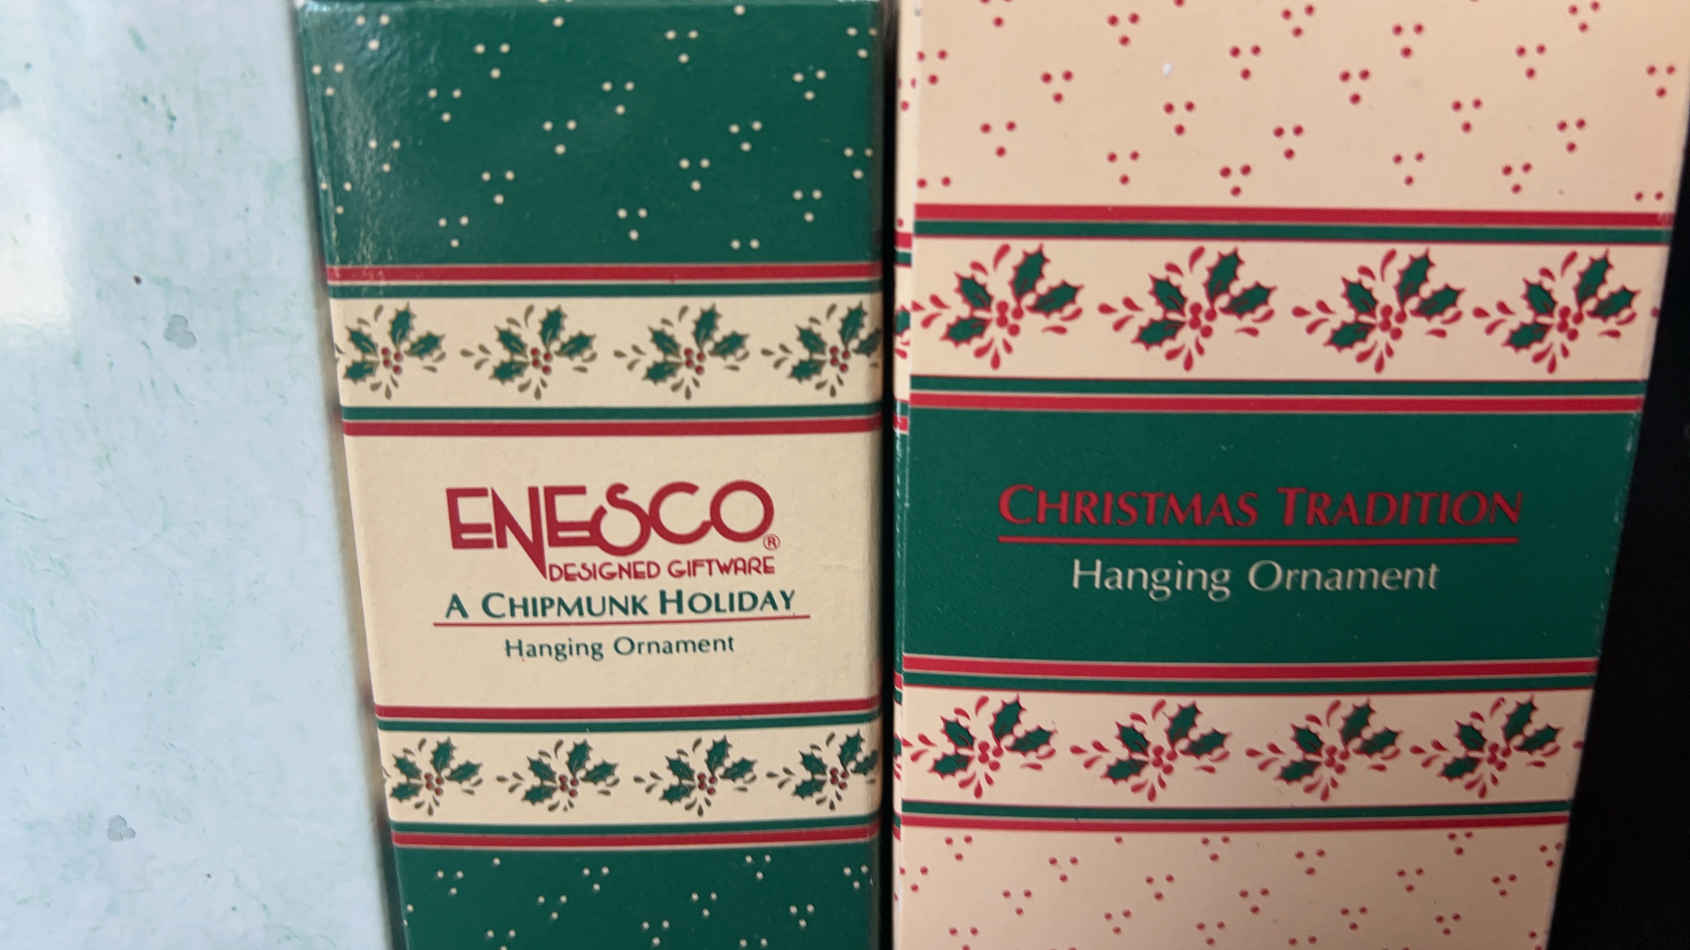 ENESCO®
DESIGNED GIFTWARE
A CHIPMUNK HOLIDAY
Hanging Ornament
CHRISTMAS TRADITION
Hanging Ornament